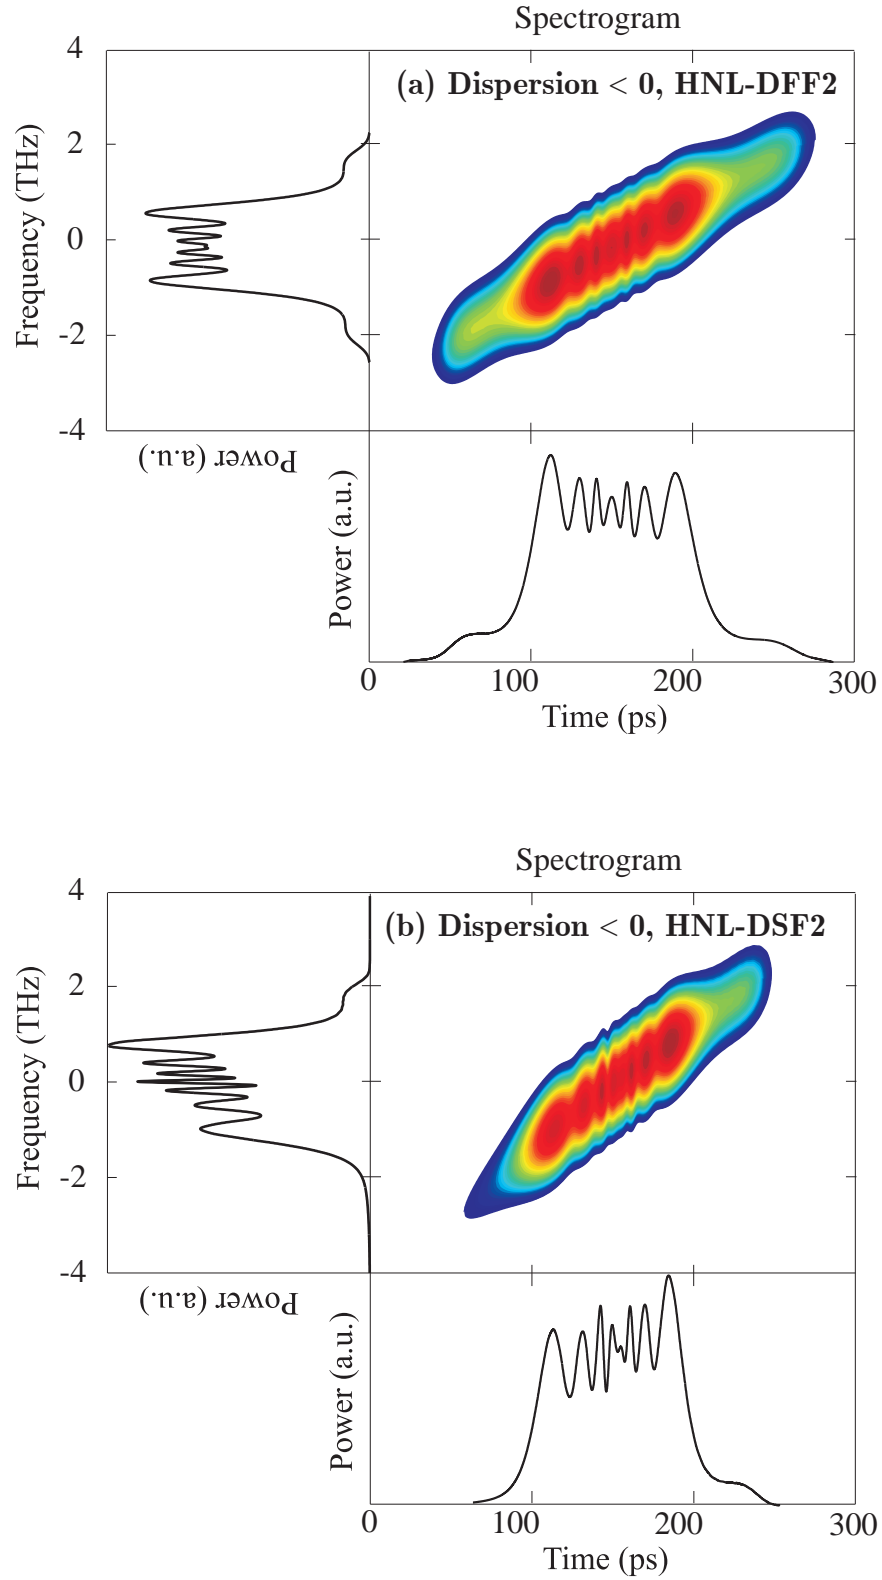 Spectrogram
(a) Dispersion < 0, HNL-DFF2
4
2
0
-2
-4
Frequency (THz)
Power (a.u.)
Power (a.u.)
0 100 200 300
Time (ps)
Spectrogram
(b) Dispersion < 0, HNL-DSF2
4
2
0
-2
-4
Frequency (THz)
Power (a.u.)
Power (a.u.)
0 100 200 300
Time (ps)